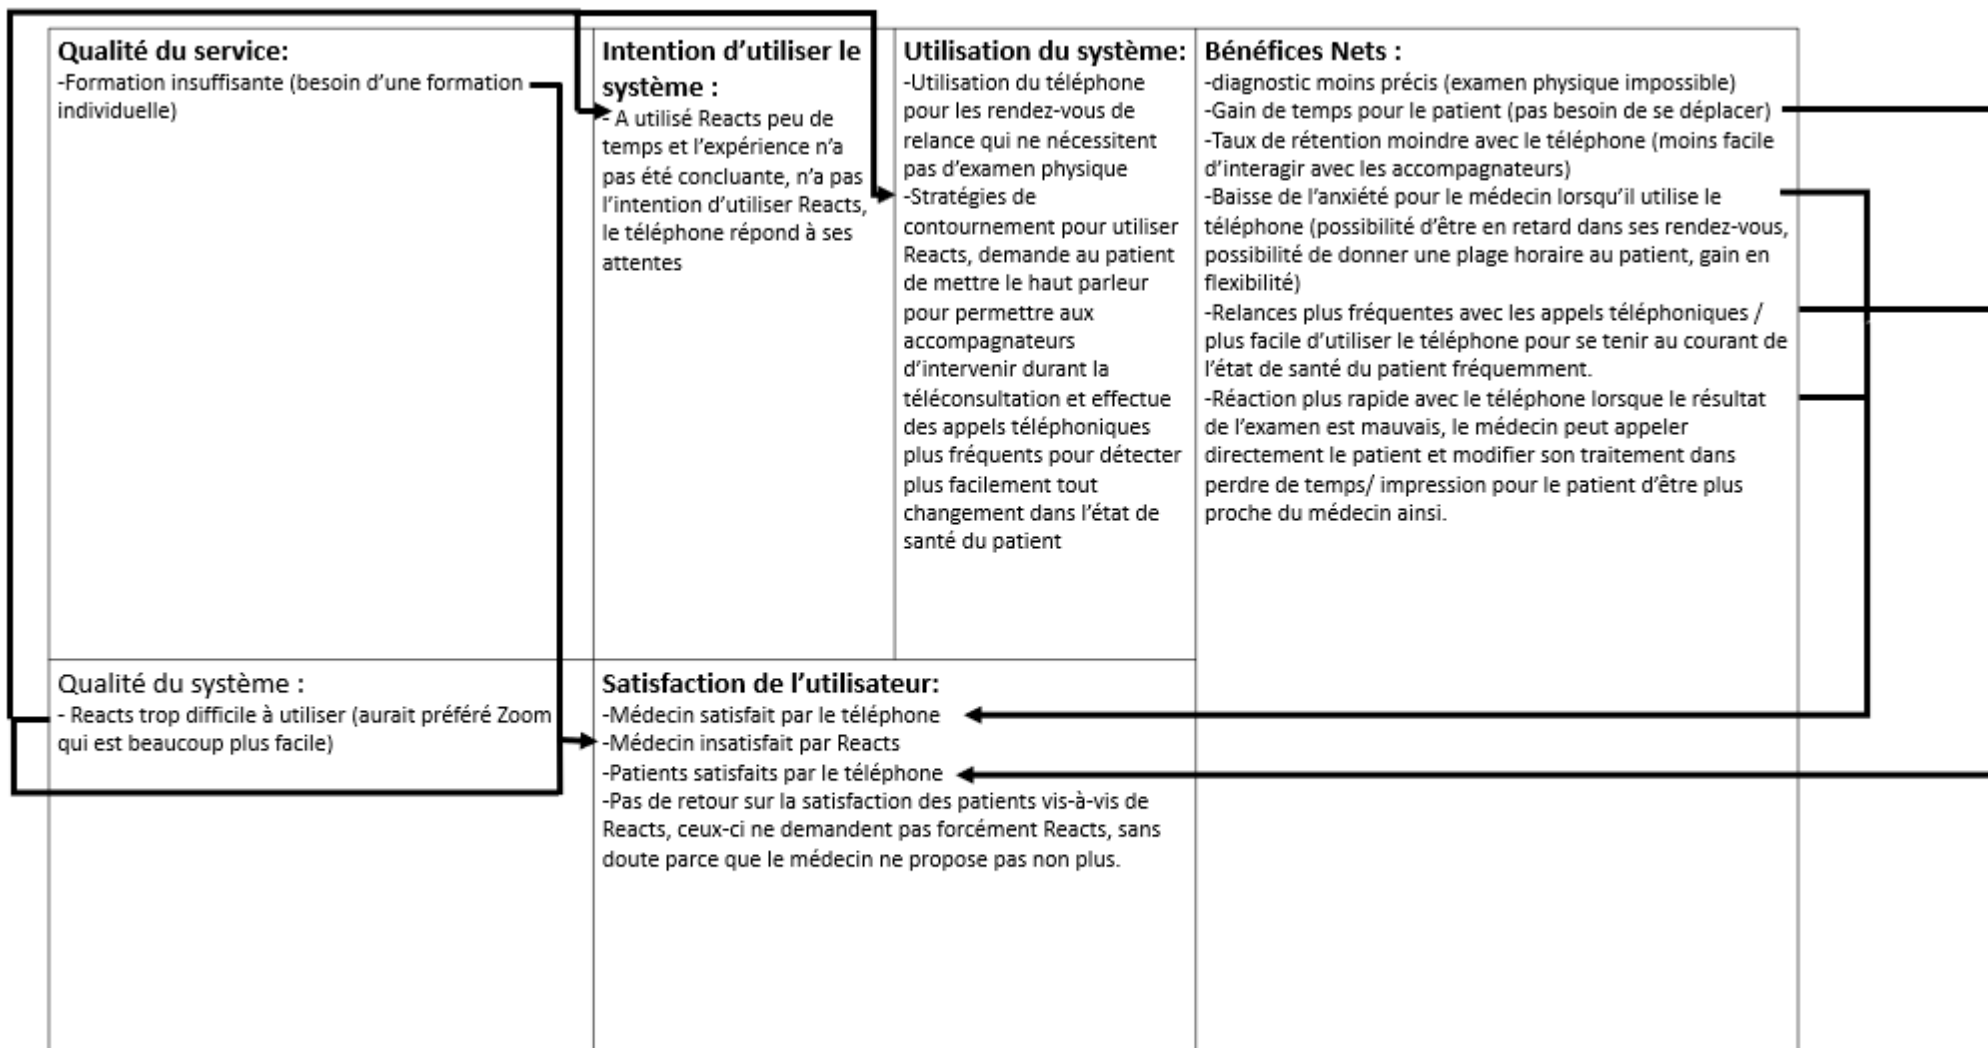 Qualité du service:
-Formation insuffisante (besoin d'une formation
individuelle)
Intention d'utiliser le
système :
- A utilisé Reacts peu de
temps et l'expérience n'a
pas été concluante, n'a pas
l'intention d'utiliser Reacts,
le téléphone répond à ses
attentes
Utilisation du système:
-Utilisation du téléphone
pour les rendez-vous de
relance qui ne nécessitent
pas d'examen physique
-Stratégies de
contournement pour utiliser
Reacts, demande au patient
de mettre le haut parleur
pour permettre aux
accompagnateurs
d'intervenir durant la
téléconsultation et effectue
des appels téléphoniques
plus fréquents pour détecter
plus facilement tout
changement dans l'état de
santé du patient
Bénéfices Nets :
-diagnostic moins précis (examen physique impossible)
-Gain de temps pour le patient (pas besoin de se déplacer)
-Taux de rétention moindre avec le téléphone (moins facile
d'interagir avec les accompagnateurs)
-Baisse de l'anxiété pour le médecin lorsqu'il utilise le
téléphone (possibilité d'être en retard dans ses rendez-vous,
possibilité de donner une plage horaire au patient, gain en
flexibilité)
-Relances plus fréquentes avec les appels téléphoniques /
plus facile d'utiliser le téléphone pour se tenir au courant de
l'état de santé du patient fréquemment.
-Réaction plus rapide avec le téléphone lorsque le résultat
de l'examen est mauvais, le médecin peut appeler
directement le patient et modifier son traitement dans
perdre de temps/ impression pour le patient d'être plus
proche du médecin ainsi.
Qualité du système :
- Reacts trop difficile à utiliser (aurait préféré Zoom
qui est beaucoup plus facile)
Satisfaction de l'utilisateur:
-Médecin satisfait par le téléphone
-Médecin insatisfait par Reacts
-Patients satisfaits par le téléphone
-Pas de retour sur la satisfaction des patients vis-à-vis de
Reacts, ceux-ci ne demandent pas forcément Reacts, sans
doute parce que le médecin ne propose pas non plus.